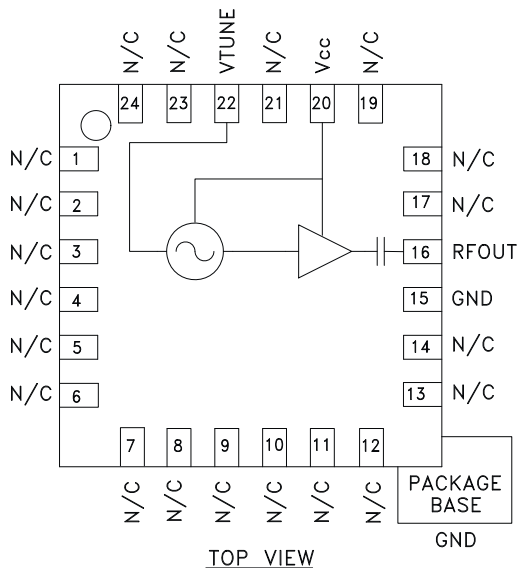 N/C N/C VTUNE N/C Vcc N/C
24 23 22 21 20 19
N/C 1 18 N/C
N/C 2 17 N/C
N/C 3 16 RFOUT
N/C 4 15 GND
N/C 5 14 N/C
N/C 6 13 N/C
7 8 9 10 11 12
N/C N/C N/C N/C N/C N/C
PACKAGE
BASE
GND
TOP VIEW